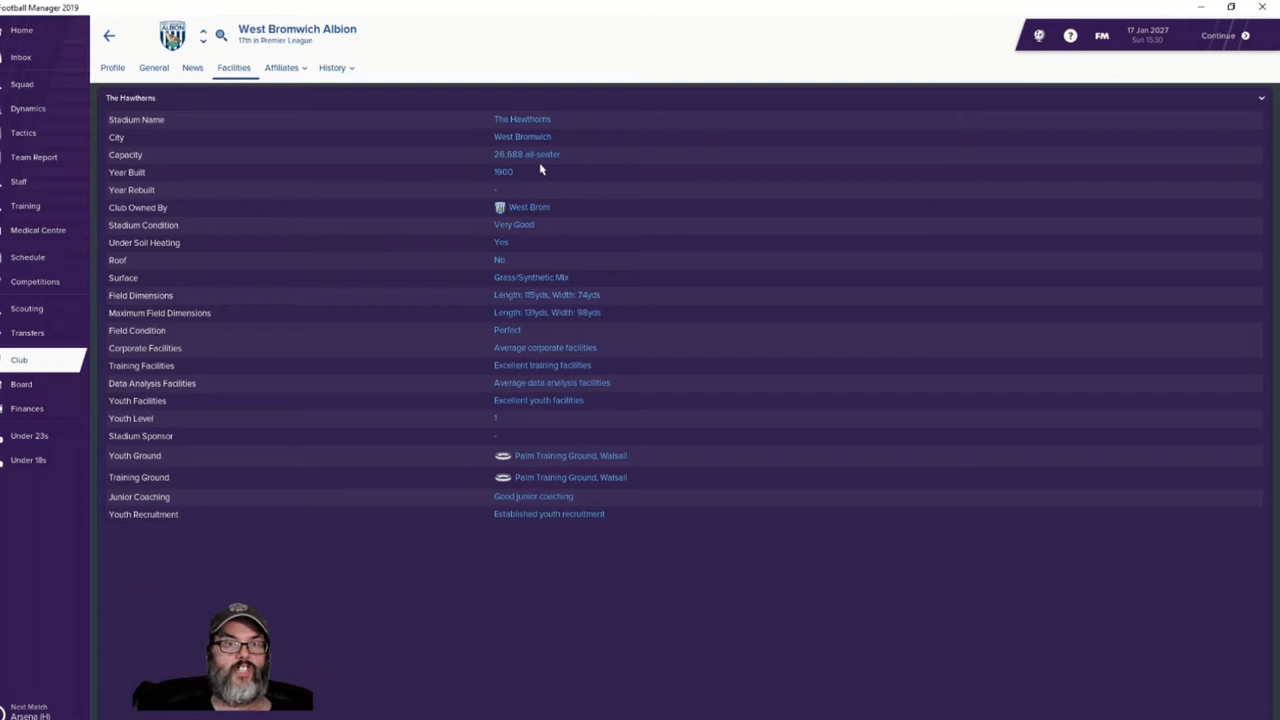 Football Manager 2019
Home
Inbox
Squad
Dynamics
Tactics
Team Report
Staff
Training
Medical Centre
Schedule
Competitions
Scouting
Transfers
Club
Board
Finances
Under 23s
Under 18s
Next Match
Arsena (H)
ALBION
West Bromwich Albion
17th in Premier League
FM
17 Jan 2027
Sun 15:30
Continue
Profile General News Facilities Affiliates History
The Hawthorns
Stadium Name The Hawthorns
City West Bromwich
Capacity 26,688 all-seater
Year Built 1900
Year Rebuilt -
Club Owned By West Brom
Stadium Condition Very Good
Under Soil Heating Yes
Roof No
Surface Grass/Synthetic Mix
Field Dimensions Length: 115yds, Width: 74yds
Maximum Field Dimensions Length: 131yds, Width: 98yds
Field Condition Perfect
Corporate Facilities Average corporate facilities
Training Facilities Excellent training facilities
Data Analysis Facilities Average data analysis facilities
Youth Facilities Excellent youth facilities
Youth Level 1
Stadium Sponsor -
Youth Ground Palm Training Ground, Walsall
Training Ground Palm Training Ground, Walsall
Junior Coaching Good junior coaching
Youth Recruitment Established youth recruitment